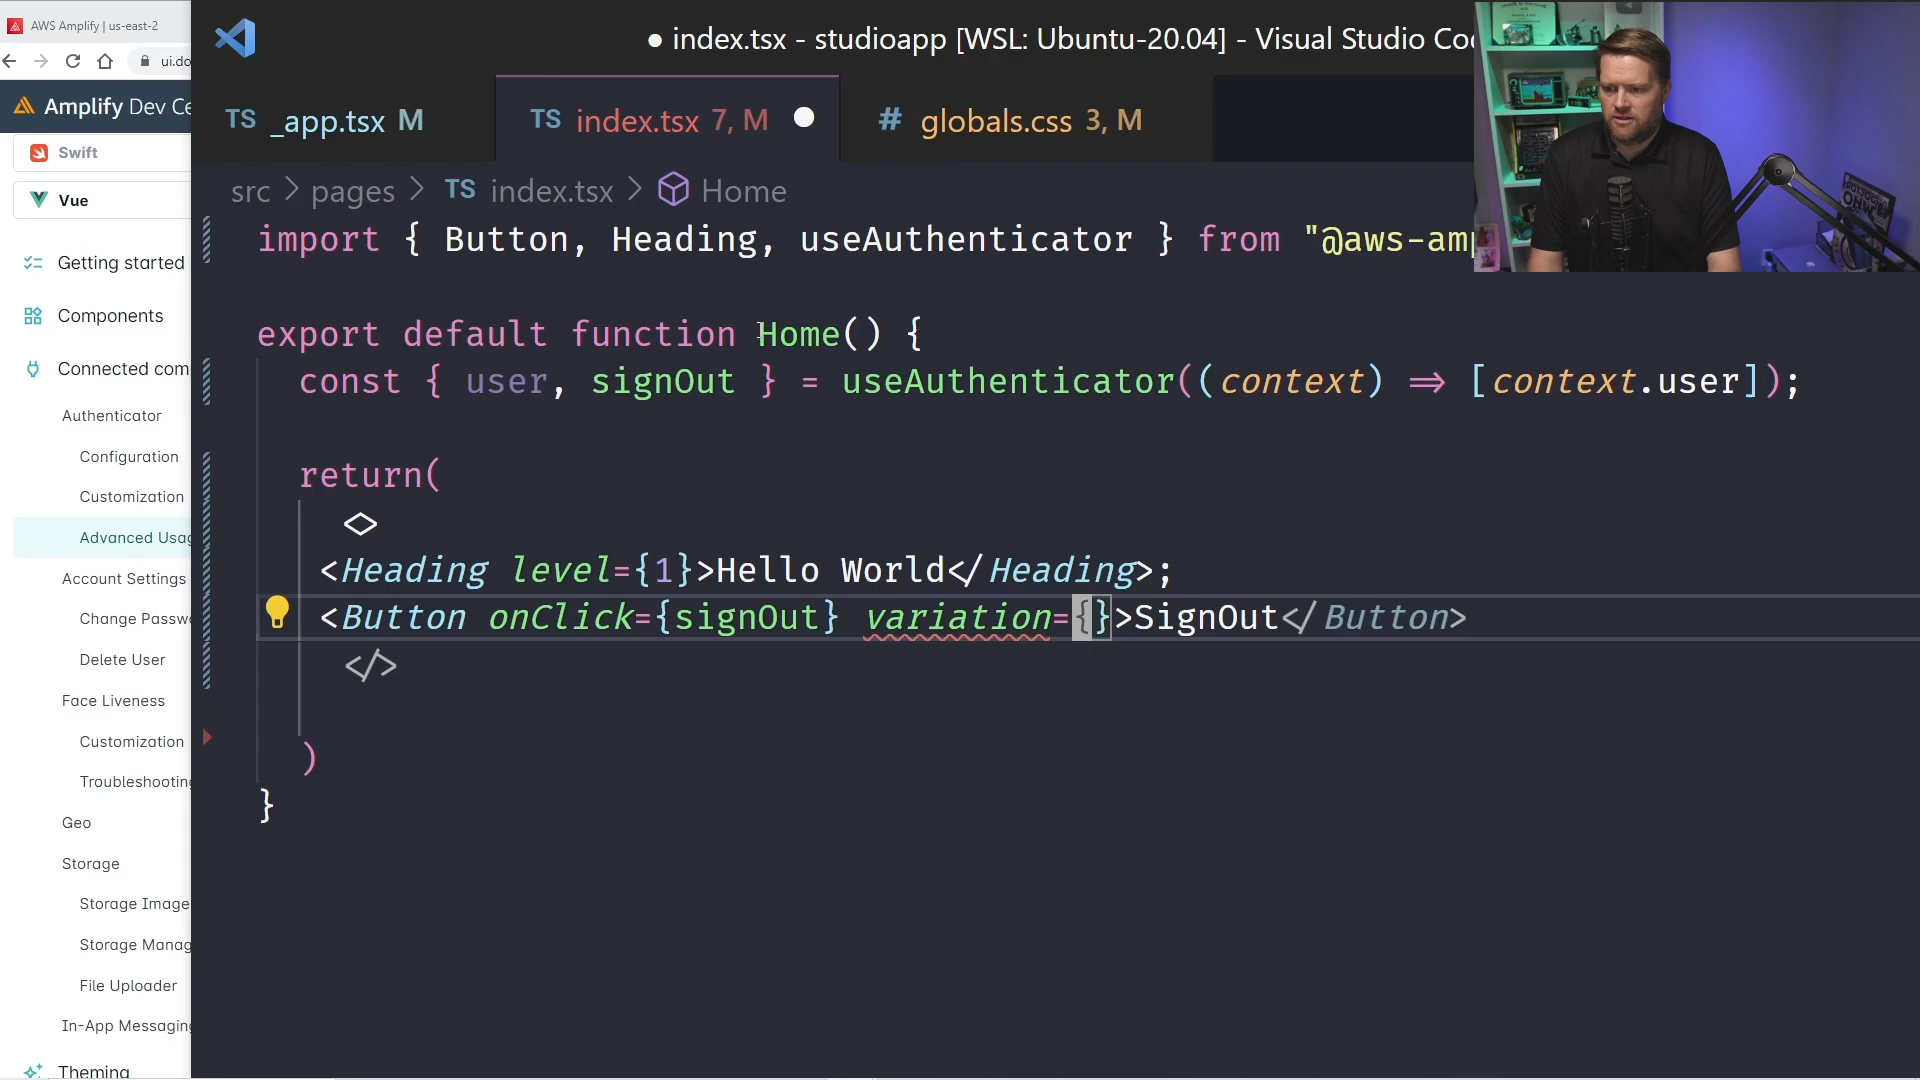 AWS Amplify | us-east-2
ui.do
Amplify Dev Ce
Swift
Vue
Getting started
Components
Connected com
Authenticator
Configuration
Customization
Advanced Usag
Account Settings
Change Passw
Delete User
Face Liveness
Customization
Troubleshooting
Geo
Storage
Storage Image
Storage Manag
File Uploader
In-App Messaging
Theming
● index.tsx - studioapp [WSL: Ubuntu-20.04] - Visual Studio Co
TS _app.tsx M
TS index.tsx 7, M ●
# globals.css 3, M
src > pages > TS index.tsx > Home
import { Button, Heading, useAuthenticator } from "@aws-amp
export default function Home() {
const { user, signOut } = useAuthenticator((context) => [context.user]);
return(
<>
<Heading level={1}>Hello World</Heading>;
<Button onClick={signOut} variation={}>SignOut</Button>
</>
)
}